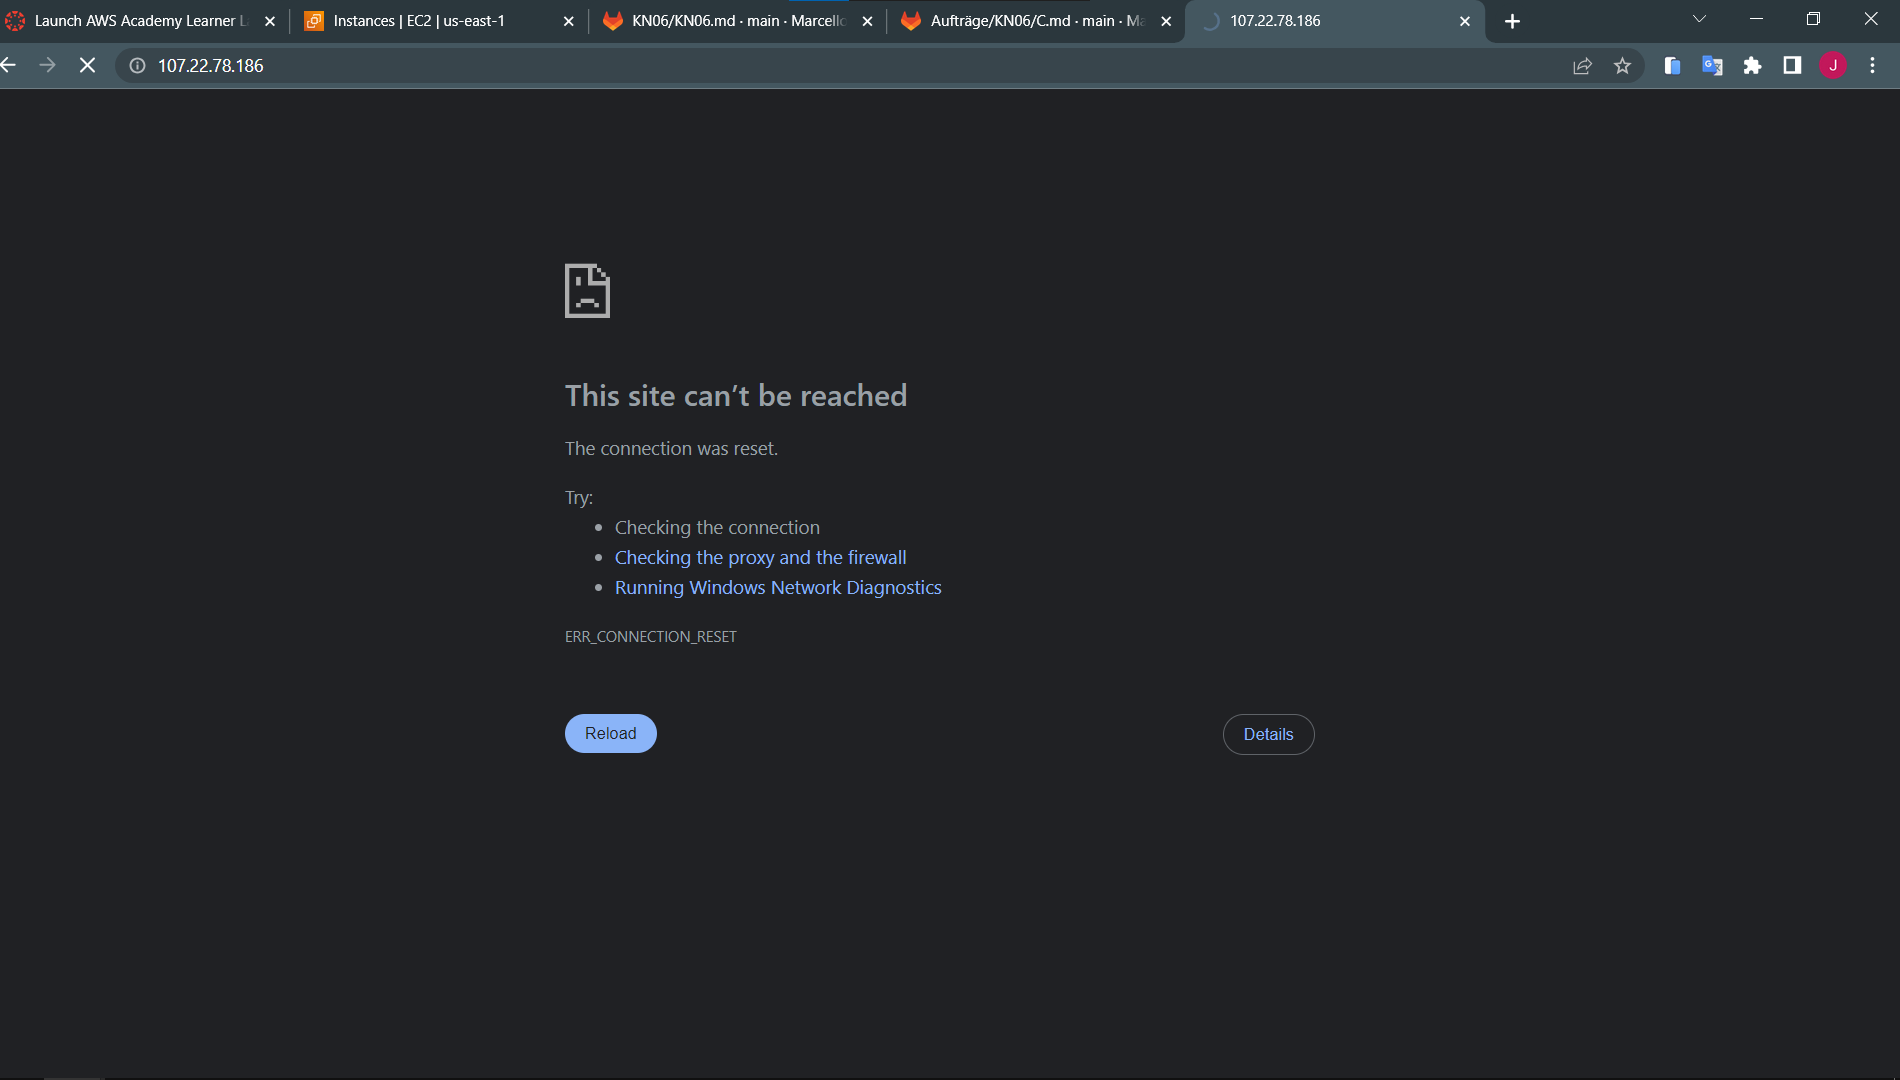 Launch AWS Academy Learner L
Instances | EC2 | us-east-1
KN06/KN06.md · main · Marcello
Aufträge/KN06/C.md · main · Ma
107.22.78.186
107.22.78.186
J
This site can’t be reached
The connection was reset.
Try:
Checking the connection
Checking the proxy and the firewall
Running Windows Network Diagnostics
ERR_CONNECTION_RESET
Reload
Details